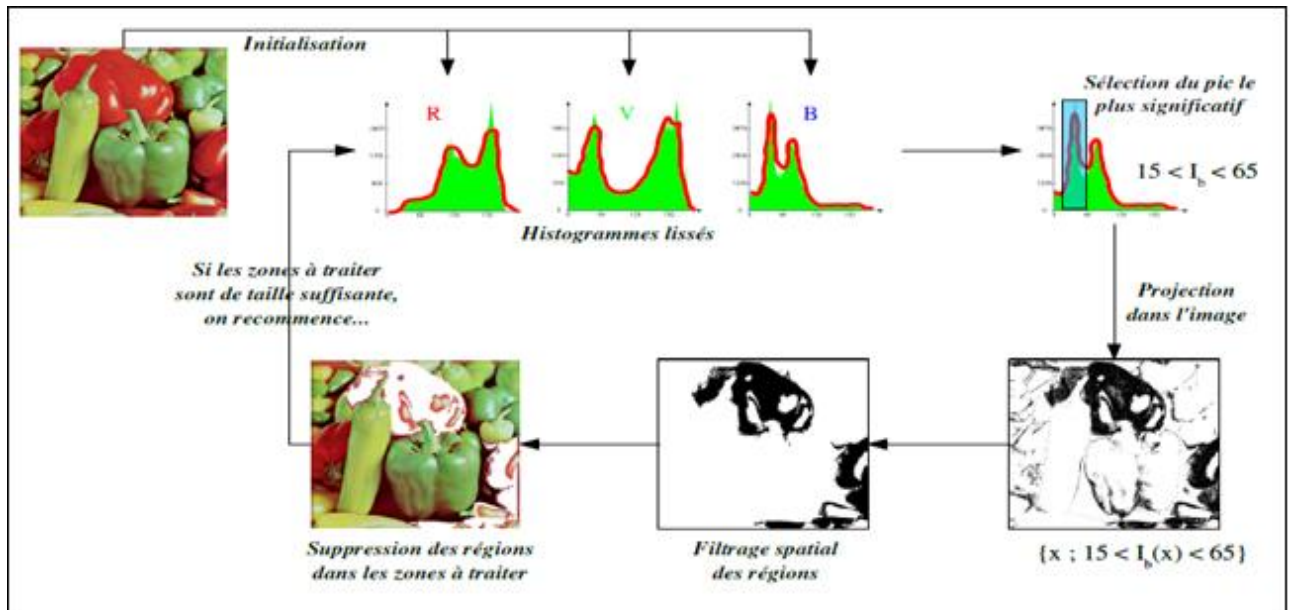 Initialisation
R
V
B
Histogrammes lissés
Sélection du pic le
plus significatif
15 < I_b < 65
Projection
dans l'image
{x ; 15 < I_b(x) < 65}
Filtrage spatial
des régions
Suppression des régions
dans les zones à traiter
Si les zones à traiter
sont de taille suffisante,
on recommence...